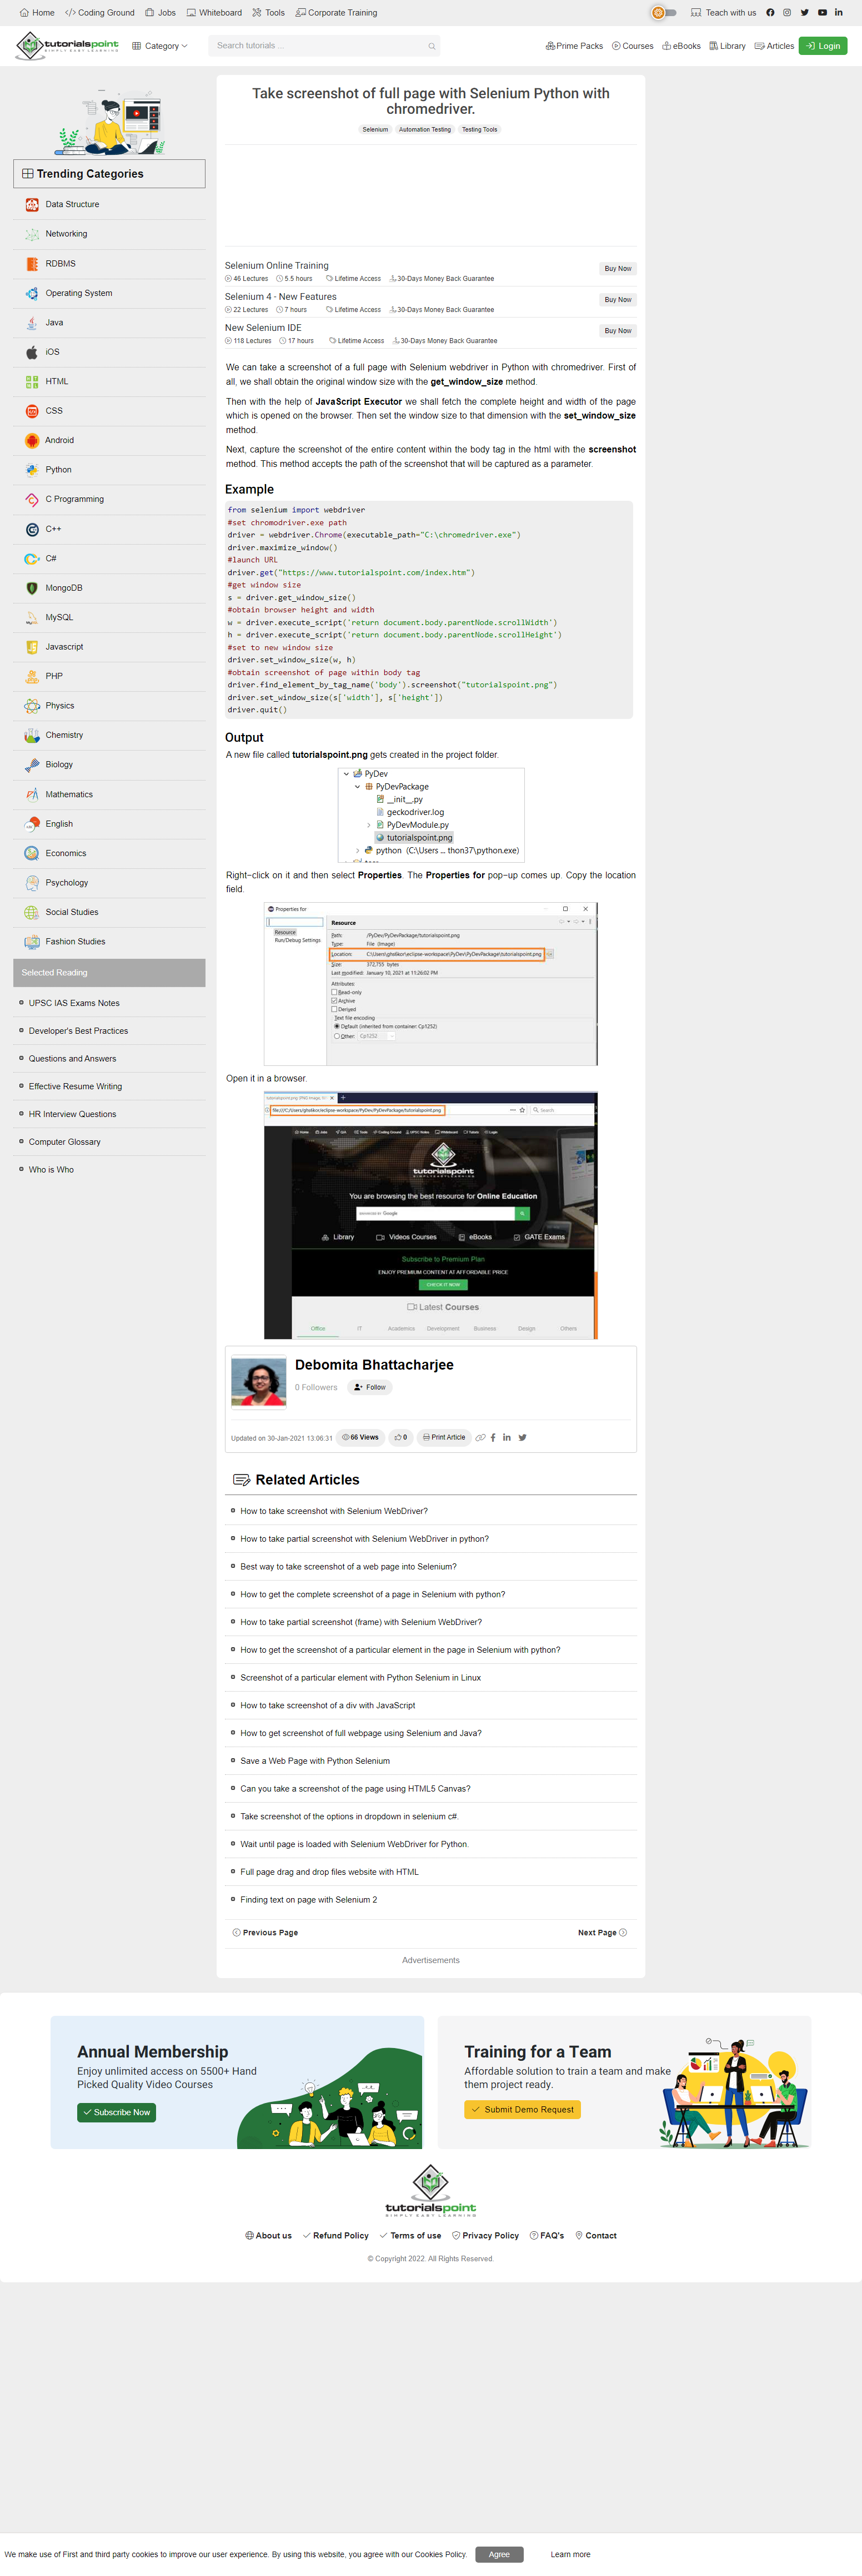 Home Coding Ground Jobs Whiteboard Tools Corporate Training Teach with us
tutorialspoint
SIMPLY EASY LEARNING
Category Search tutorials ... Prime Packs Courses eBooks Library Articles Login
Trending Categories
Data Structure
Networking
RDBMS
Operating System
Java
iOS
HTML
CSS
Android
Python
C Programming
C++
C#
MongoDB
MySQL
Javascript
PHP
Physics
Chemistry
Biology
Mathematics
English
Economics
Psychology
Social Studies
Fashion Studies
Selected Reading
UPSC IAS Exams Notes
Developer's Best Practices
Questions and Answers
Effective Resume Writing
HR Interview Questions
Computer Glossary
Who is Who
Take screenshot of full page with Selenium Python with
chromedriver.
Selenium Automation Testing Testing Tools
Selenium Online Training
Buy Now
46 Lectures 5.5 hours Lifetime Access 30-Days Money Back Guarantee
Selenium 4 - New Features
Buy Now
22 Lectures 7 hours Lifetime Access 30-Days Money Back Guarantee
New Selenium IDE
Buy Now
118 Lectures 17 hours Lifetime Access 30-Days Money Back Guarantee
We can take a screenshot of a full page with Selenium webdriver in Python with chromedriver. First of
all, we shall obtain the original window size with the get_window_size method.
Then with the help of JavaScript Executor we shall fetch the complete height and width of the page
which is opened on the browser. Then set the window size to that dimension with the set_window_size
method.
Next, capture the screenshot of the entire content within the body tag in the html with the screenshot
method. This method accepts the path of the screenshot that will be captured as a parameter.
Example
from selenium import webdriver
#set chromodriver.exe path
driver = webdriver.Chrome(executable_path="C:\chromedriver.exe")
driver.maximize_window()
#launch URL
driver.get("https://www.tutorialspoint.com/index.htm")
#get window size
s = driver.get_window_size()
#obtain browser height and width
w = driver.execute_script('return document.body.parentNode.scrollWidth')
h = driver.execute_script('return document.body.parentNode.scrollHeight')
#set to new window size
driver.set_window_size(w, h)
#obtain screenshot of page within body tag
driver.find_element_by_tag_name('body').screenshot("tutorialspoint.png")
driver.set_window_size(s['width'], s['height'])
driver.quit()
Output
A new file called tutorialspoint.png gets created in the project folder.
PyDev
PyDevPackage
__init__.py
geckodriver.log
PyDevModule.py
tutorialspoint.png
python (C:\Users ... thon37\python.exe)
Right-click on it and then select Properties. The Properties for pop-up comes up. Copy the location
field.
Properties for
Resource
Run/Debug Settings
Resource
Path: /PyDev/PyDevPackage/tutorialspoint.png
Type: File (Image)
Location: C:\Users\ghoshkor\eclipse-workspace\PyDev\PyDevPackage\tutorialspoint.png
Size: 372,755 bytes
Last modified: January 10, 2021 at 11:26:02 PM
Attributes:
Read-only
Archive
Derived
Text file encoding
Default (inherited from container: Cp1252)
Other: Cp1252
Open it in a browser.
Search
tutorialspoint
SIMPLYEASYLEARNING
You are browsing the best resource for Online Education
Google
Library Videos Courses eBooks GATE Exams
Subscribe to Premium Plan
ENJOY PREMIUM CONTENT AT AFFORDABLE PRICE
CHECK IT NOW
Latest Courses
Office IT Academics Development Business Design Others
Debomita Bhattacharjee
0 Followers Follow
Updated on 30-Jan-2021 13:06:31 66 Views 0 Print Article
Related Articles
How to take screenshot with Selenium WebDriver?
How to take partial screenshot with Selenium WebDriver in python?
Best way to take screenshot of a web page into Selenium?
How to get the complete screenshot of a page in Selenium with python?
How to take partial screenshot (frame) with Selenium WebDriver?
How to get the screenshot of a particular element in the page in Selenium with python?
Screenshot of a particular element with Python Selenium in Linux
How to take screenshot of a div with JavaScript
How to get screenshot of full webpage using Selenium and Java?
Save a Web Page with Python Selenium
Can you take a screenshot of the page using HTML5 Canvas?
Take screenshot of the options in dropdown in selenium c#.
Wait until page is loaded with Selenium WebDriver for Python.
Full page drag and drop files website with HTML
Finding text on page with Selenium 2
Previous Page Next Page
Advertisements
Annual Membership
Enjoy unlimited access on 5500+ Hand
Picked Quality Video Courses
Subscribe Now
Training for a Team
Affordable solution to train a team and make
them project ready.
Submit Demo Request
tutorialspoint
SIMPLY EASY LEARNING
About us Refund Policy Terms of use Privacy Policy FAQ's Contact
© Copyright 2022. All Rights Reserved.
We make use of First and third party cookies to improve our user experience. By using this website, you agree with our Cookies Policy. Agree Learn more